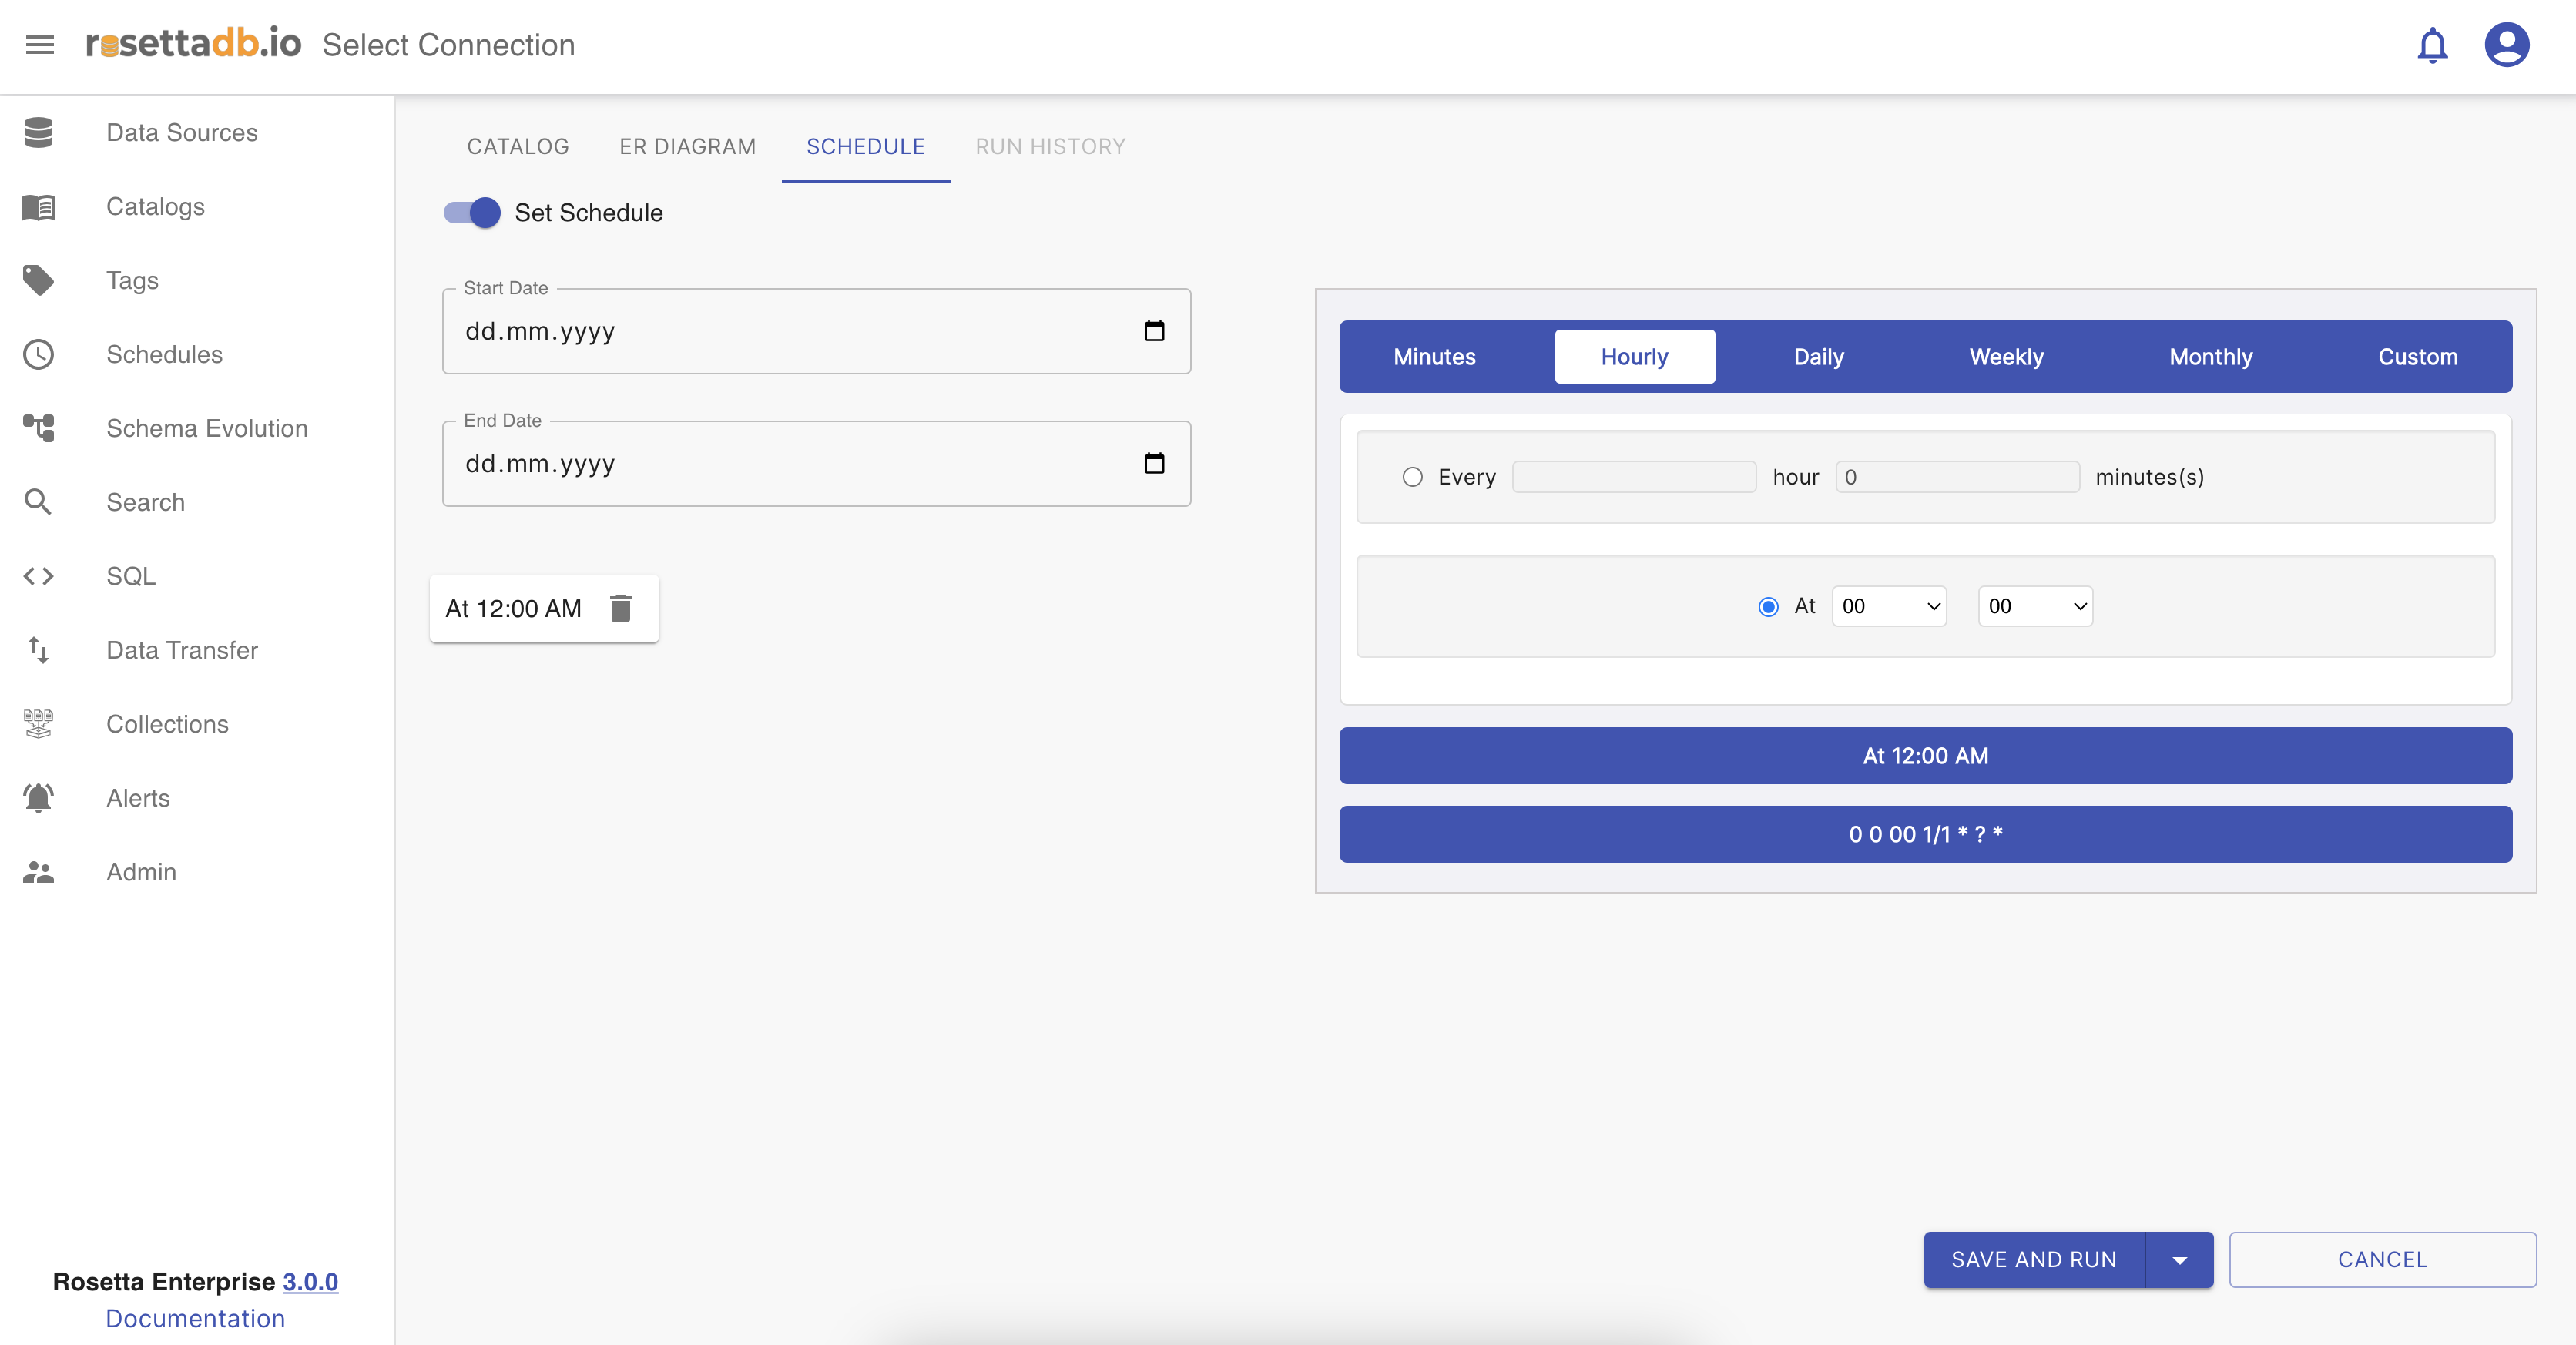 rosettadb.io Select Connection
Data Sources
Catalogs
Tags
Schedules
Schema Evolution
Search
SQL
Data Transfer
Collections
Alerts
Admin
Rosetta Enterprise 3.0.0
Documentation
CATALOG ER DIAGRAM SCHEDULE RUN HISTORY
Set Schedule
Start Date
dd.mm.yyyy
End Date
dd.mm.yyyy
At 12:00 AM
Minutes Hourly Daily Weekly Monthly Custom
Every hour 0 minutes(s)
At 00 00
At 12:00 AM
0 0 00 1/1 * ? *
SAVE AND RUN CANCEL